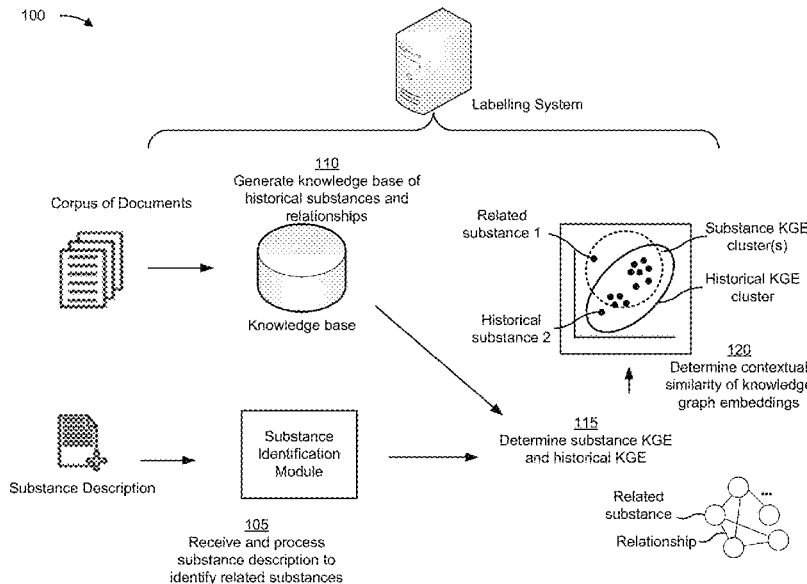 100
Labelling System
110
Generate knowledge base of
historical substances and
relationships
Corpus of Documents
Knowledge base
Related
substance 1
Substance KGE
cluster(s)
Historical KGE
cluster
Historical
substance 2
120
Determine contextual
similarity of knowledge
graph embeddings
Substance Description
Substance
Identification
Module
105
Receive and process
substance description to
identify related substances
115
Determine substance KGE
and historical KGE
Related
substance
Relationship
...